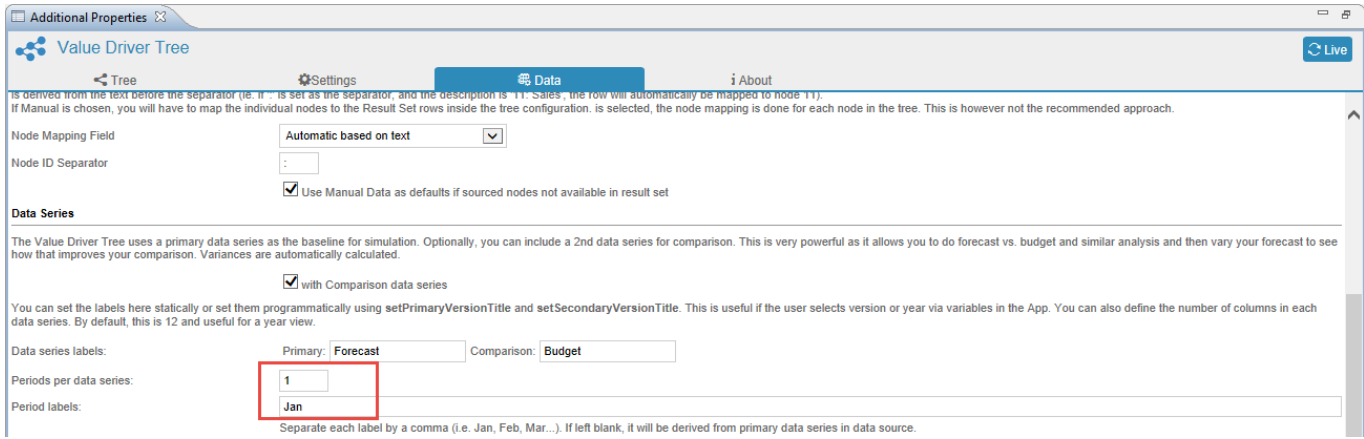 Additional Properties
Value Driver Tree
Live
Tree
Settings
Data
i About
is derived from the text before the separator (ie. if ':' is set as the separator, and the description is '11: Sales', the row will automatically be mapped to node 11).
If Manual is chosen, you will have to map the individual nodes to the Result Set rows inside the tree configuration. is selected, the node mapping is done for each node in the tree. This is however not the recommended approach.
Node Mapping Field Automatic based on text
Node ID Separator :
Use Manual Data as defaults if sourced nodes not available in result set
Data Series
The Value Driver Tree uses a primary data series as the baseline for simulation. Optionally, you can include a 2nd data series for comparison. This is very powerful as it allows you to do forecast vs. budget and similar analysis and then vary your forecast to see
how that improves your comparison. Variances are automatically calculated.
with Comparison data series
You can set the labels here statically or set them programmatically using setPrimaryVersionTitle and setSecondaryVersionTitle. This is useful if the user selects version or year via variables in the App. You can also define the number of columns in each
data series. By default, this is 12 and useful for a year view.
Data series labels: Primary: Forecast Comparison: Budget
Periods per data series: 1
Period labels: Jan
Separate each label by a comma (i.e. Jan, Feb, Mar...). If left blank, it will be derived from primary data series in data source.